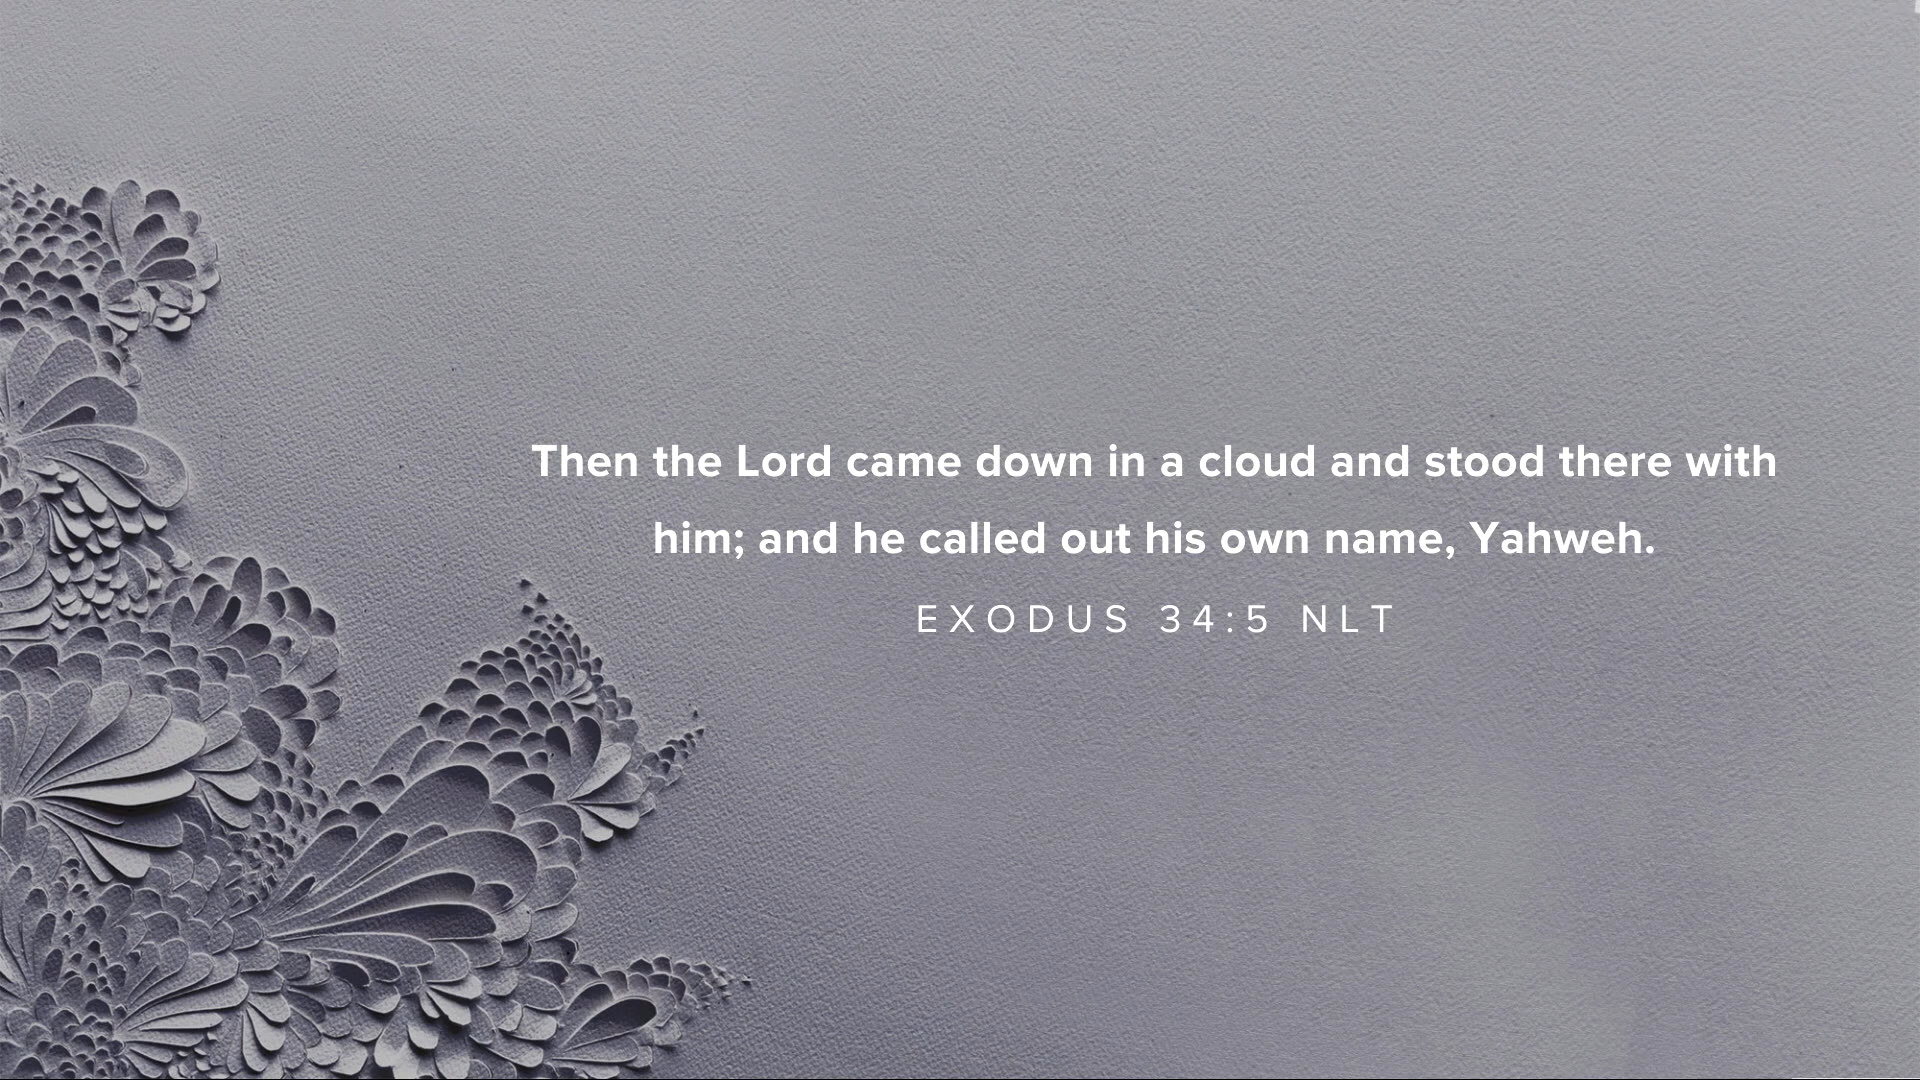 Then the Lord came down in a cloud and stood there with
him; and he called out his own name, Yahweh.
EXODUS 34:5 NLT